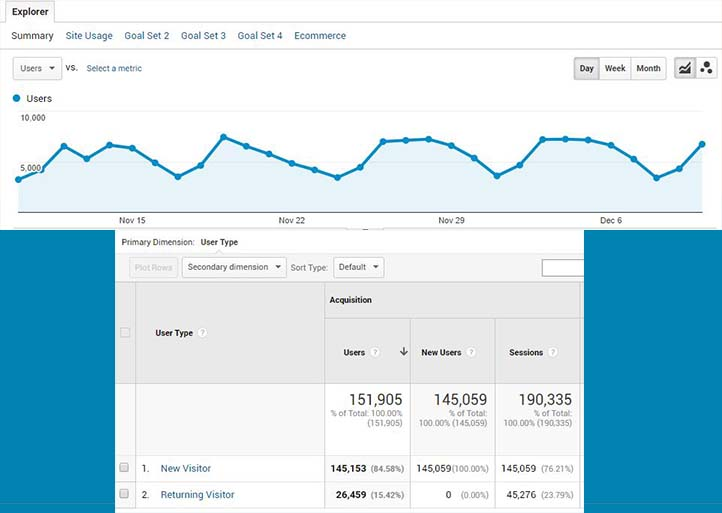 Explorer
Summary Site Usage Goal Set 2 Goal Set 3 Goal Set 4 Ecommerce
Users vs. Select a metric Day Week Month
Users
10,000
5,000
Nov 15 Nov 22 Nov 29 Dec 6
Primary Dimension: User Type
Plot Rows Secondary dimension Sort Type: Default
Acquisition
User Type ? Users ? New Users ? Sessions ?
151,905 145,059 190,335
% of Total: 100.00% % of Total: % of Total:
(151,905) 100.00% (145,059) 100.00% (190,335)
1. New Visitor 145,153 (84.58%) 145,059(100.00%) 145,059 (76.21%)
2. Returning Visitor 26,459 (15.42%) 0 (0.00%) 45,276 (23.79%)